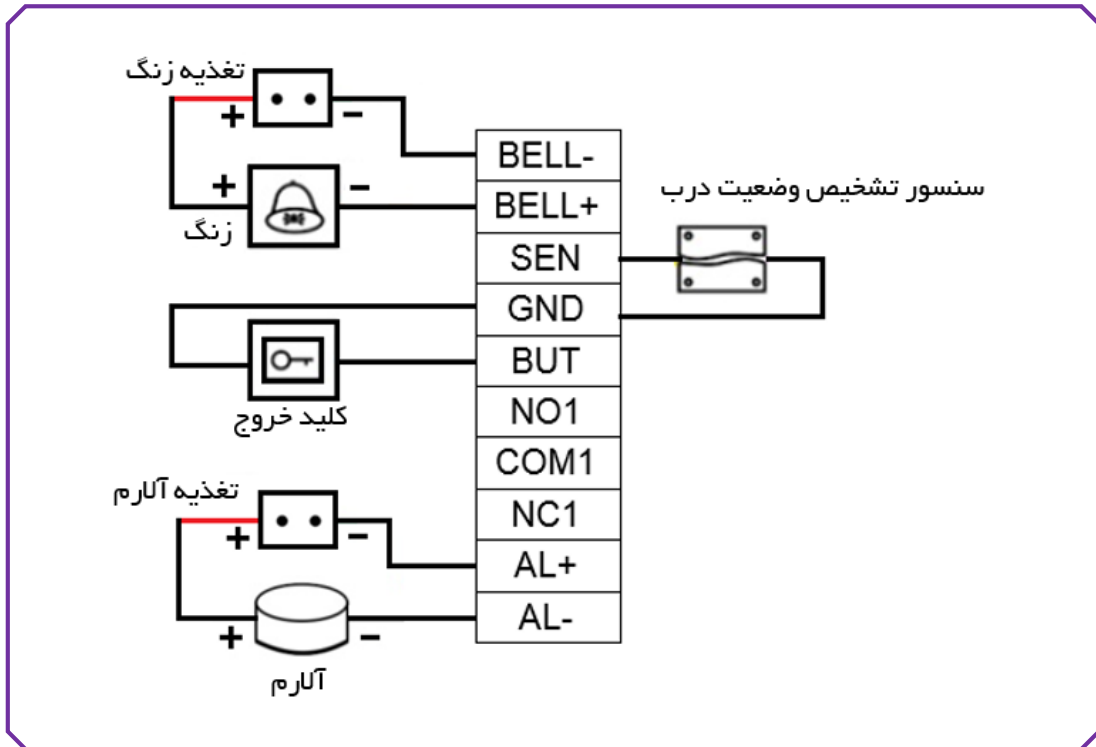 تغذیه زنگ
+ -
+ -
زنگ
BELL-
BELL+
SEN
GND
BUT
NO1
COM1
NC1
AL+
AL-
سنسور تشخیص وضعیت درب
کلید خروج
تغذیه آلارم
+ -
+ -
آلارم